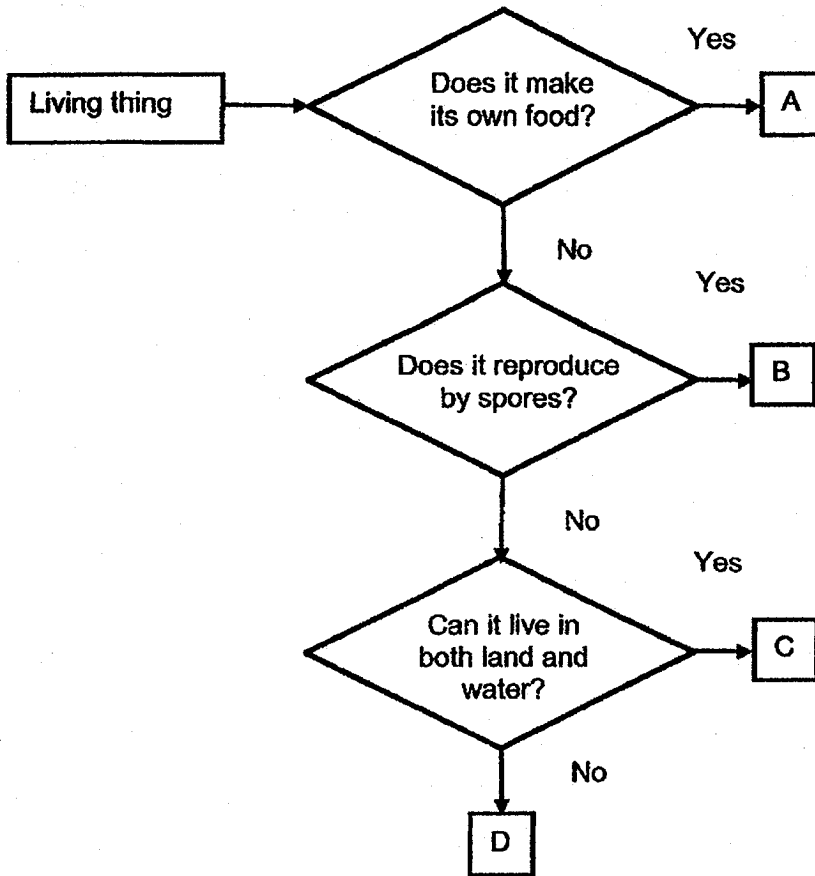 Yes
Living thing
Does it make
its own food?
A
No
Yes
Does it reproduce
by spores?
B
No
Yes
Can it live in
both land and
water?
C
No
D